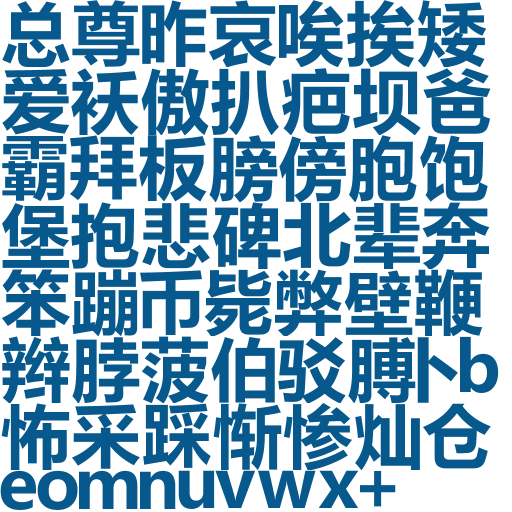 总尊昨哀唉挨矮
爱袄傲扒疤坝爸
霸拜板膀傍胞饱
堡抱悲碑北辈奔
笨蹦币毙弊壁鞭
辫脖菠伯驳膊卜b
怖采踩惭惨灿仓
eomnuvwx+